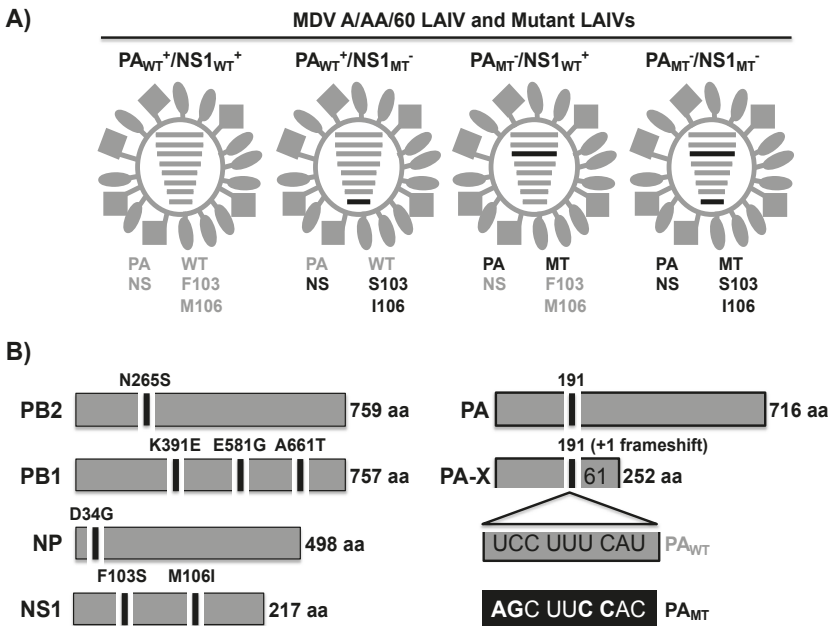 A)
MDV A/AA/60 LAIV and Mutant LAIVs
PAWT+/NS1WT+ PAWT+/NS1MT- PAMT-/NS1WT+ PAMT-/NS1MT-
PA WT PA WT PA MT PA MT
NS F103 NS S103 NS F103 NS S103
M106 I106 M106 I106
B)
N265S
PB2 759 aa
K391E E581G A661T
PB1 757 aa
D34G
NP 498 aa
F103S M106I
NS1 217 aa
191
PA 716 aa
191 (+1 frameshift)
PA-X 61 252 aa
UCC UUU CAU PAWT
AGC UUC CAC PAMT